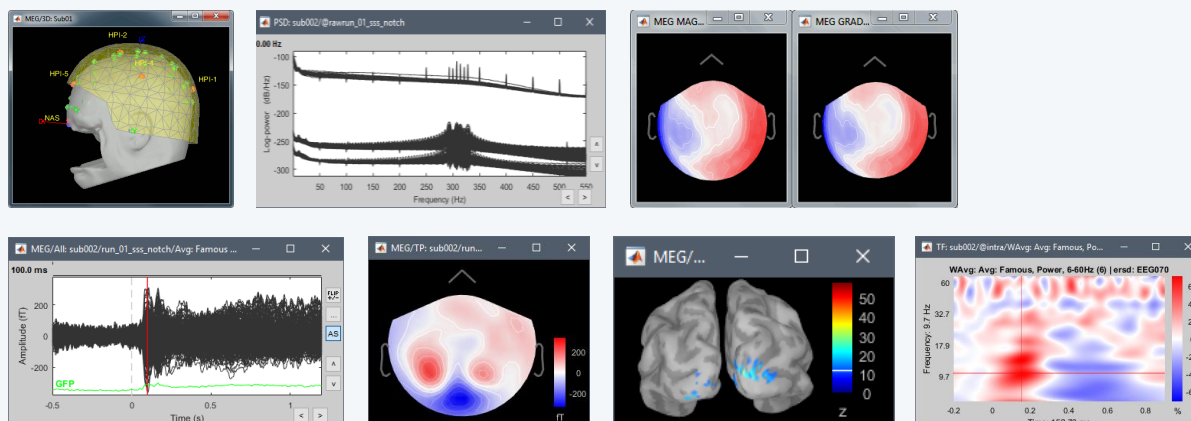 MEG/3D: Sub01
HPI-2
HPI-5
HPI-4
HPI-1
NAS
PSD: sub002/@rawrun_01_sss_notch
0.00 Hz
-100
-150
-200
-250
-300
Log-power (dB/Hz)
50 100 150 200 250 300 350 400 450 500 550
Frequency (Hz)
MEG MAG...
MEG GRAD...
MEG/All: sub002/run_01_sss_notch/Avg: Famous ...
100.0 ms
200
0
-200
Amplitude (fT)
GFP
-0.5 0 0.5 1
Time (s)
FLIP
+/-
...
AS
MEG/TP: sub002/run...
200
100
0
-100
-200
fT
MEG/...
50
40
30
20
10
0
z
TF: sub002/@intra/WAvg: Avg: Famous, Po...
WAvg: Avg: Famous, Power, 6-60Hz (6) | ersd: EEG070
60
32.7
17.9
9.7
Frequency: 9.7 Hz
-0.2 0 0.2 0.4 0.6 0.8
%